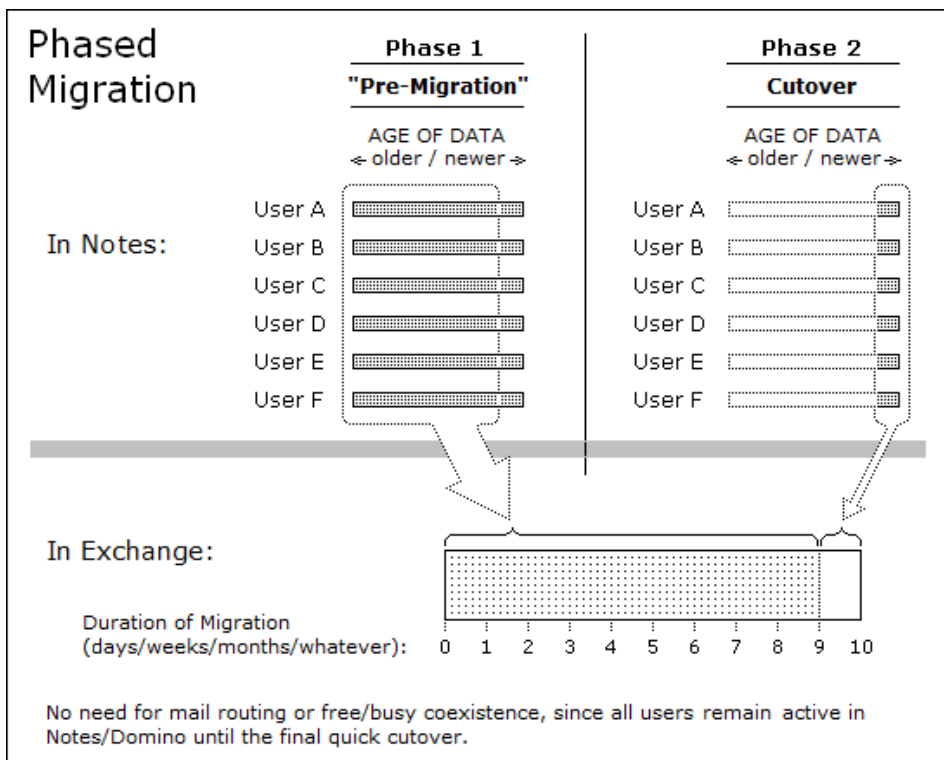 Phased
Migration
Phase 1
"Pre-Migration"
AGE OF DATA
older / newer
Phase 2
Cutover
AGE OF DATA
older / newer
In Notes:
User A
User B
User C
User D
User E
User F
User A
User B
User C
User D
User E
User F
In Exchange:
Duration of Migration
(days/weeks/months/whatever):
0 1 2 3 4 5 6 7 8 9 10
No need for mail routing or free/busy coexistence, since all users remain active in
Notes/Domino until the final quick cutover.